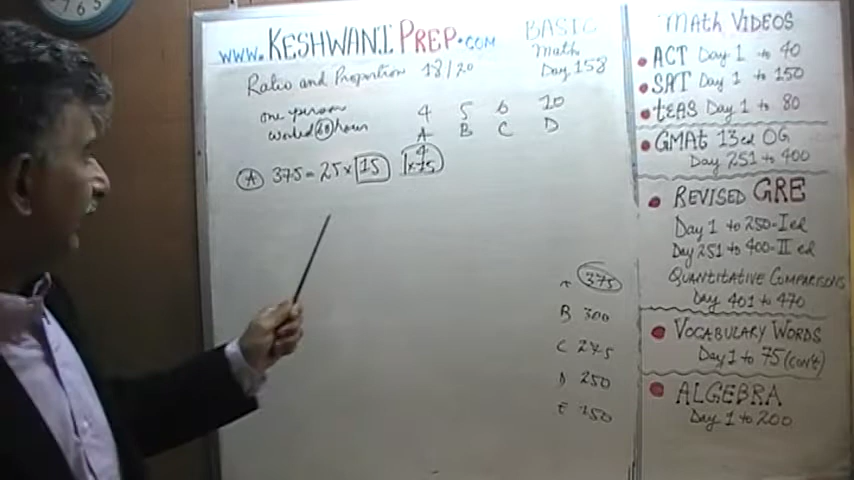 www.KESHWANI PREP.COM
BASIC
Math
Day 158
Ratio and Proportion 18/20
one person
worked 60 hours
4 5 6 20
A B C D
A 375 = 25 × 15
4
× 75
A 375
B 300
C 275
D 250
E 150
Math VIDEOS
ACT Day 1 to 40
SAT Day 1 to 150
tEAS Day 1 to 80
GMAt 13 ed OG
Day 251 to 400
REVISED GRE
Day 1 to 250-I ed
Day 251 to 400-II ed
QUANTITATIVE COMPARISONS
Day 401 to 470
VOCABULARY WORDS
Day 1 to 75 (con't)
ALGEBRA
Day 1 to 200